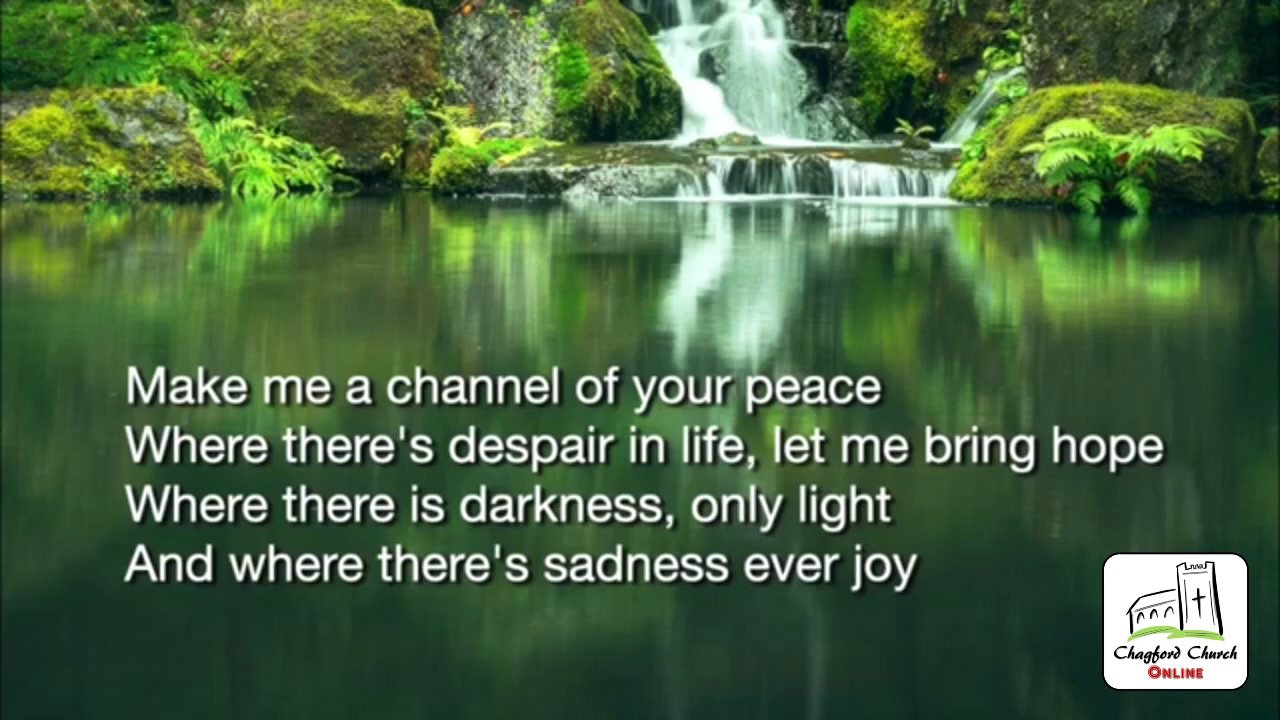 Make me a channel of your peace
Where there's despair in life, let me bring hope
Where there is darkness, only light
And where there's sadness ever joy
Chagford Church
ONLINE